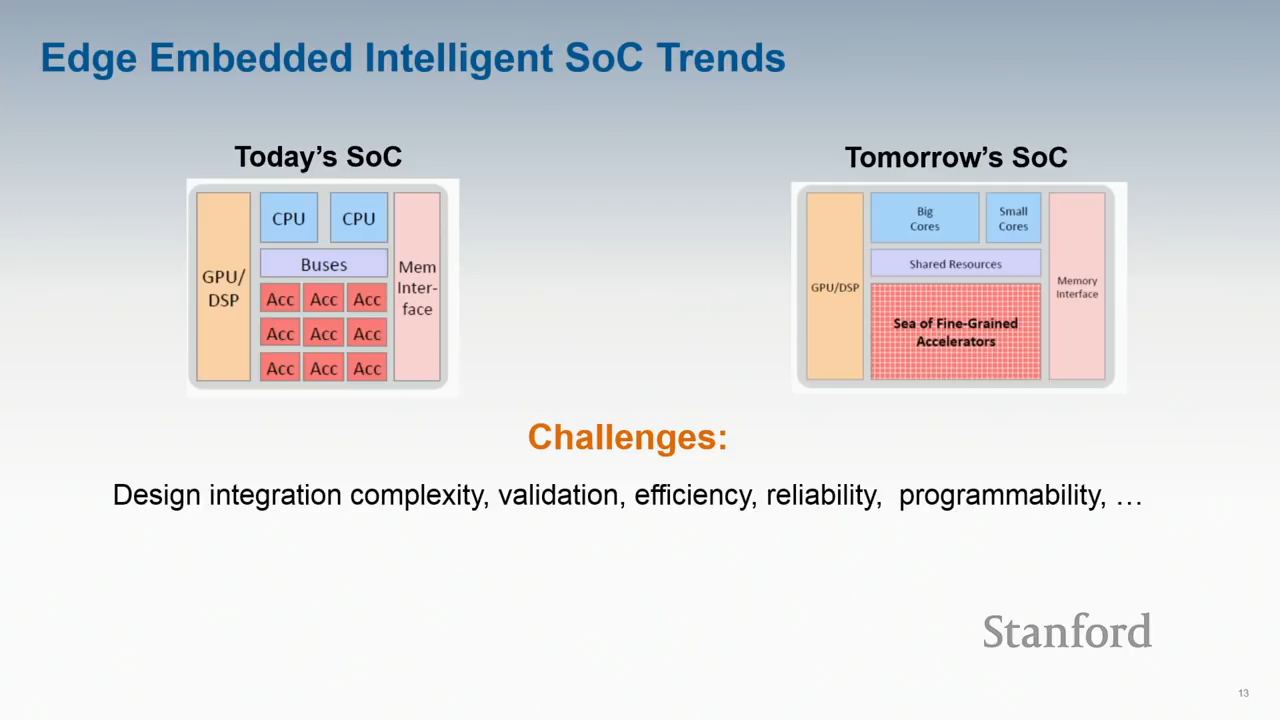 Edge Embedded Intelligent SoC Trends
Today’s SoC
GPU/
DSP
CPU
CPU
Buses
Acc Acc Acc
Acc Acc Acc
Acc Acc Acc
Mem
Inter-
face
Tomorrow’s SoC
GPU/DSP
Big
Cores
Small
Cores
Shared Resources
Sea of Fine-Grained
Accelerators
Memory
Interface
Challenges:
Design integration complexity, validation, efficiency, reliability,  programmability, …
Stanford
13